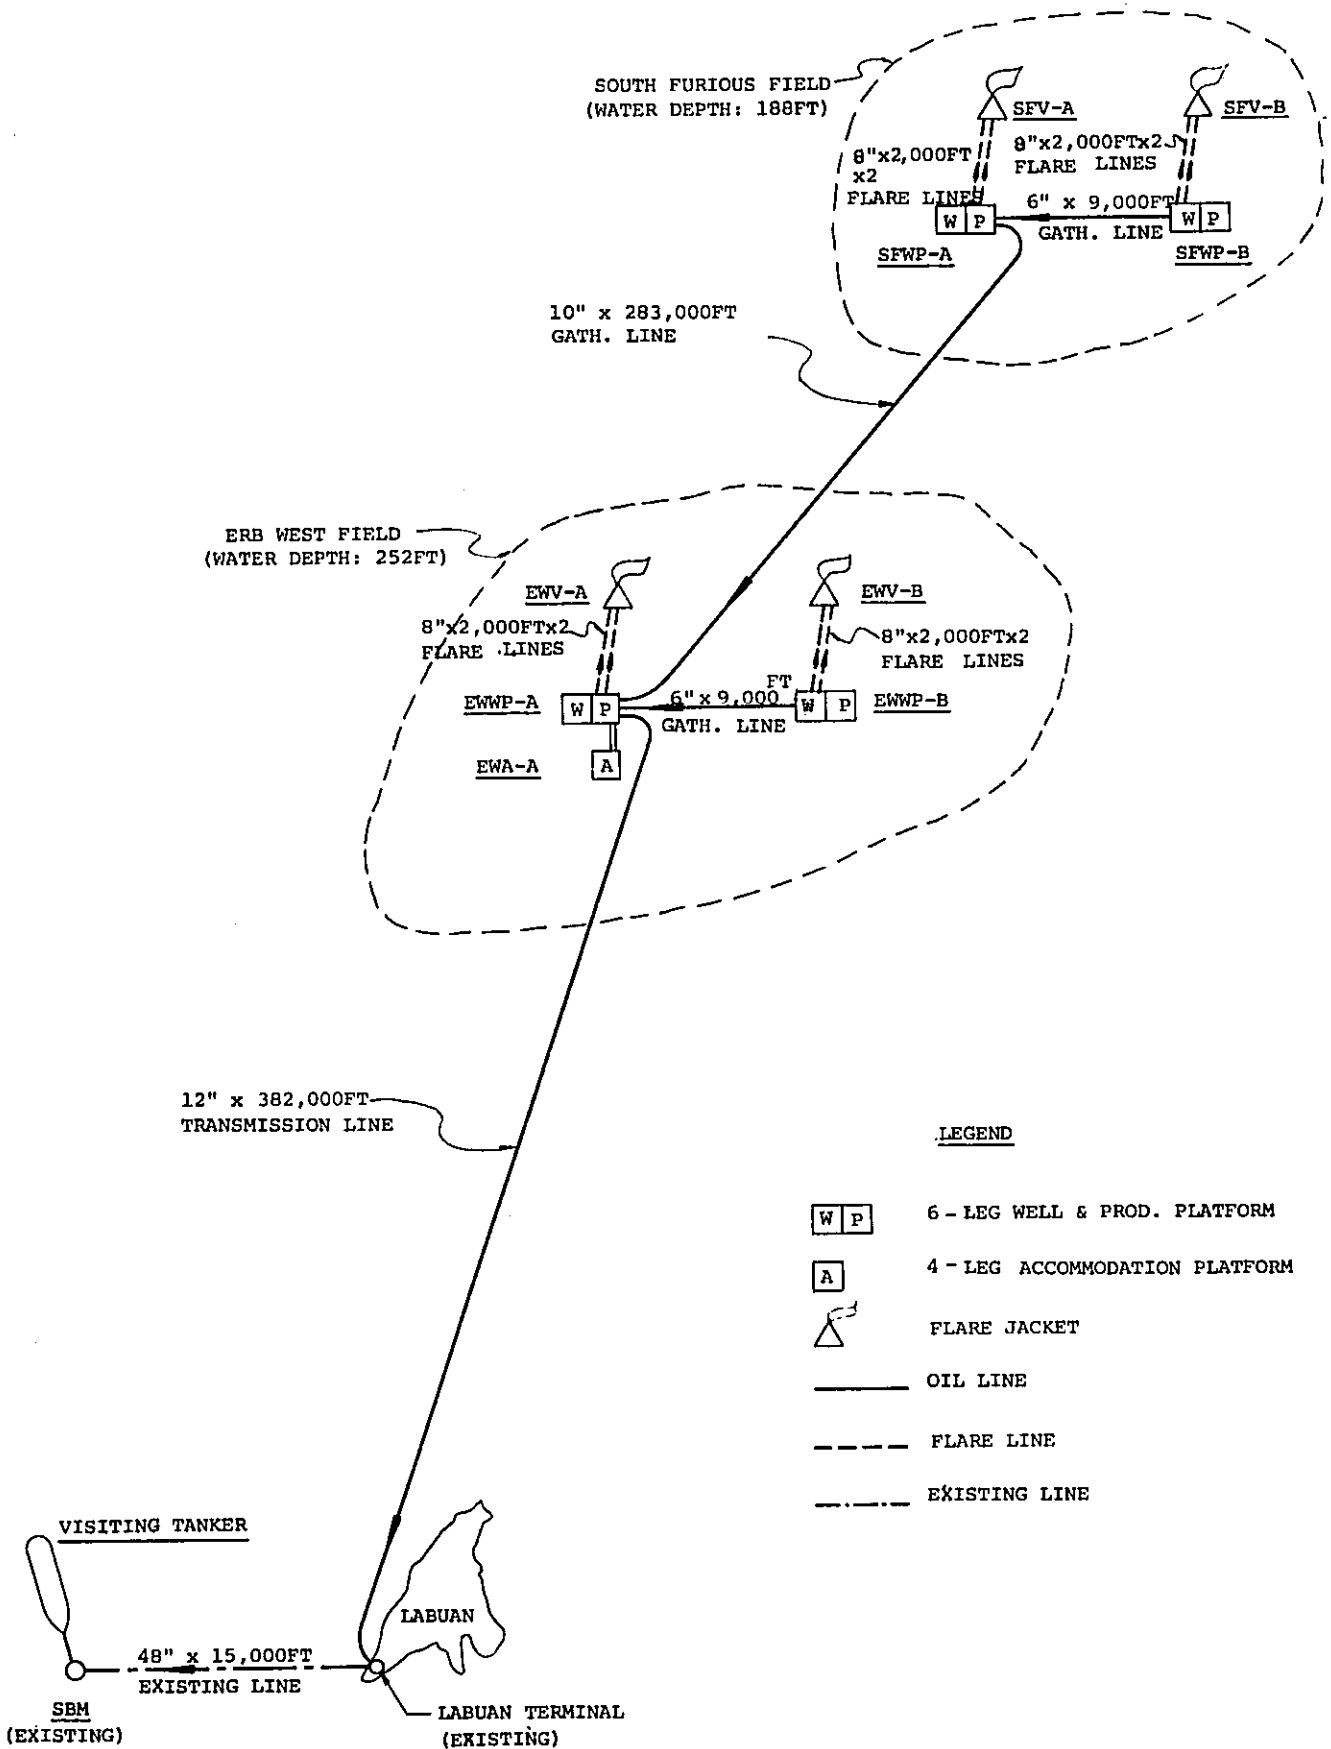 SOUTH FURIOUS FIELD
(WATER DEPTH: 188FT)
SFV-A
SFV-B
8"x2,000FT
x2
FLARE LINES
8"x2,000FTx2
FLARE LINES
W P
6" x 9,000FT
GATH. LINE
W P
SFWP-A
SFWP-B
10" x 283,000FT
GATH. LINE
ERB WEST FIELD
(WATER DEPTH: 252FT)
EWV-A
EWV-B
8"x2,000FTx2
FLARE LINES
8"x2,000FTx2
FLARE LINES
EWWP-A
W P
6" x 9,000 FT
GATH. LINE
W P
EWWP-B
EWA-A
A
12" x 382,000FT
TRANSMISSION LINE
LEGEND
W P
6-LEG WELL & PROD. PLATFORM
A
4-LEG ACCOMMODATION PLATFORM
FLARE JACKET
OIL LINE
FLARE LINE
EXISTING LINE
VISITING TANKER
LABUAN
48" x 15,000FT
EXISTING LINE
SBM
(EXISTING)
LABUAN TERMINAL
(EXISTING)